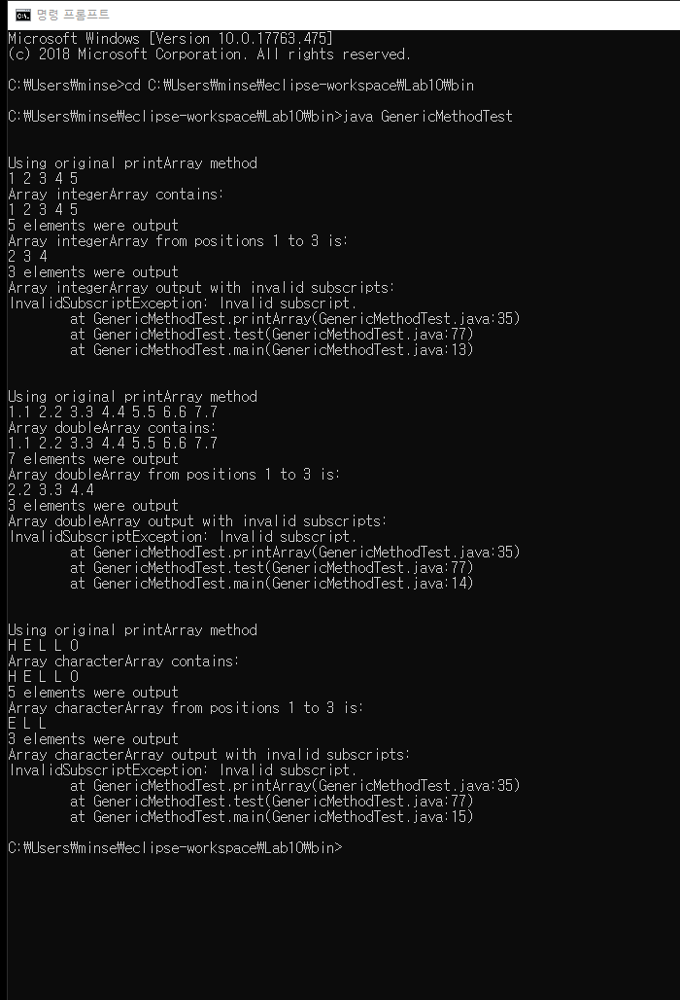 명령 프롬프트
Microsoft Windows [Version 10.0.17763.475]
(c) 2018 Microsoft Corporation. All rights reserved.
C:₩Users₩minse>cd C:₩Users₩minse₩eclipse-workspace₩Lab10₩bin
C:₩Users₩minse₩eclipse-workspace₩Lab10₩bin>java GenericMethodTest
Using original printArray method
1 2 3 4 5
Array integerArray contains:
1 2 3 4 5
5 elements were output
Array integerArray from positions 1 to 3 is:
2 3 4
3 elements were output
Array integerArray output with invalid subscripts:
InvalidSubscriptException: Invalid subscript.
at GenericMethodTest.printArray(GenericMethodTest.java:35)
at GenericMethodTest.test(GenericMethodTest.java:77)
at GenericMethodTest.main(GenericMethodTest.java:13)
Using original printArray method
1.1 2.2 3.3 4.4 5.5 6.6 7.7
Array doubleArray contains:
1.1 2.2 3.3 4.4 5.5 6.6 7.7
7 elements were output
Array doubleArray from positions 1 to 3 is:
2.2 3.3 4.4
3 elements were output
Array doubleArray output with invalid subscripts:
InvalidSubscriptException: Invalid subscript.
at GenericMethodTest.printArray(GenericMethodTest.java:35)
at GenericMethodTest.test(GenericMethodTest.java:77)
at GenericMethodTest.main(GenericMethodTest.java:14)
Using original printArray method
H E L L O
Array characterArray contains:
H E L L O
5 elements were output
Array characterArray from positions 1 to 3 is:
E L L
3 elements were output
Array characterArray output with invalid subscripts:
InvalidSubscriptException: Invalid subscript.
at GenericMethodTest.printArray(GenericMethodTest.java:35)
at GenericMethodTest.test(GenericMethodTest.java:77)
at GenericMethodTest.main(GenericMethodTest.java:15)
C:₩Users₩minse₩eclipse-workspace₩Lab10₩bin>